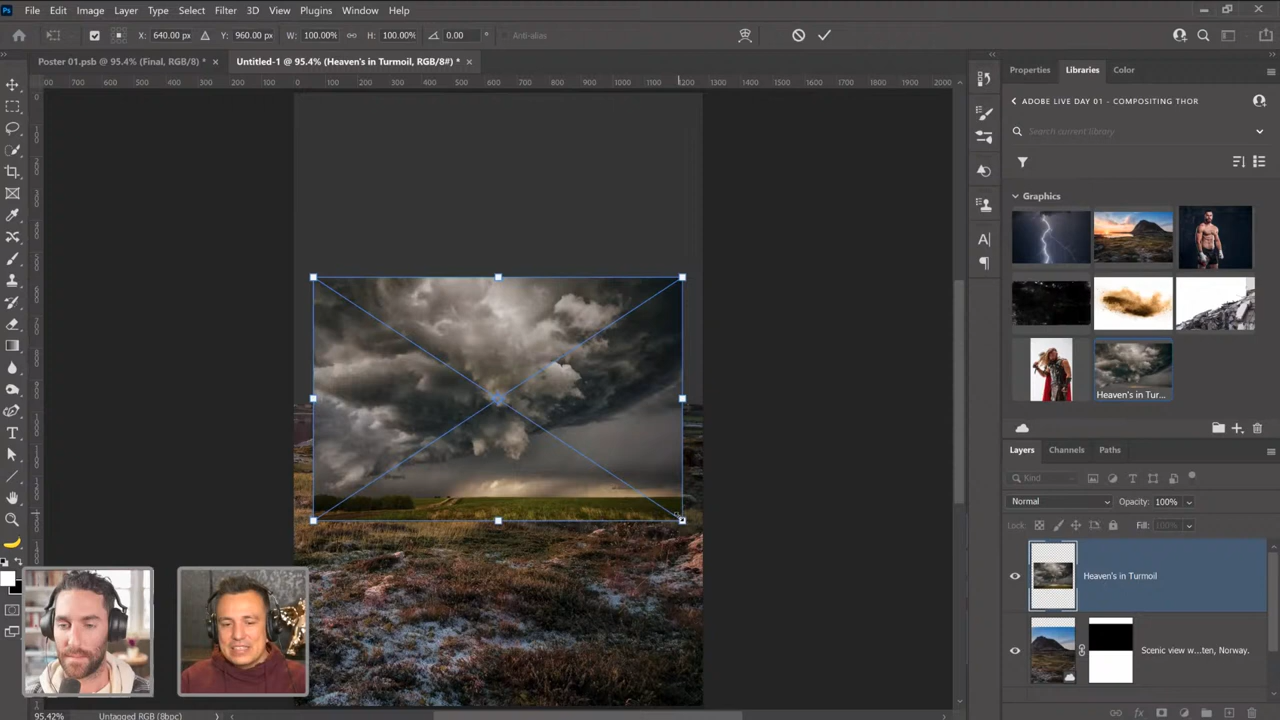 Ps File Edit Image Layer Type Select Filter 3D View Plugins Window Help
X: 640.00 px Y: 960.00 px W: 100.00% H: 100.00% 0.00 ° Anti-alias
Poster 01.psb @ 95.4% (Final, RGB/8) * × Untitled-1 @ 95.4% (Heaven's in Turmoil, RGB/8#) * ×
Properties Libraries Color
ADOBE LIVE DAY 01 - COMPOSITING THOR
Search current library
Graphics
Heaven's in Tur...
Layers Channels Paths
Kind
Normal Opacity: 100%
Lock: Fill: 100%
Heaven's in Turmoil
Scenic view w...ten, Norway.
95.42% Untagged RGB (8bpc)